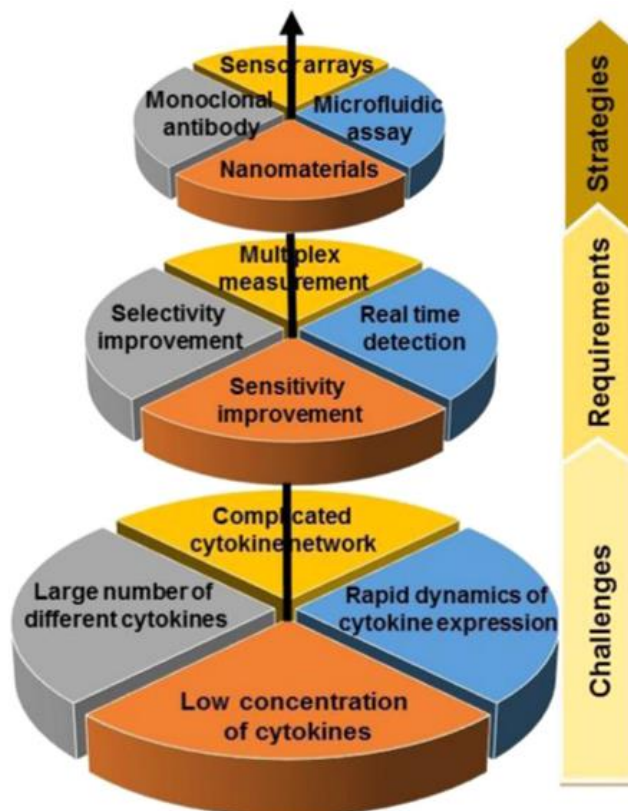 Sensor arrays
Monoclonal
antibody
Microfluidic
assay
Nanomaterials
Strategies
Multiplex
measurement
Selectivity
improvement
Real time
detection
Sensitivity
improvement
Requirements
Complicated
cytokine network
Large number of
different cytokines
Rapid dynamics of
cytokine expression
Low concentration
of cytokines
Challenges